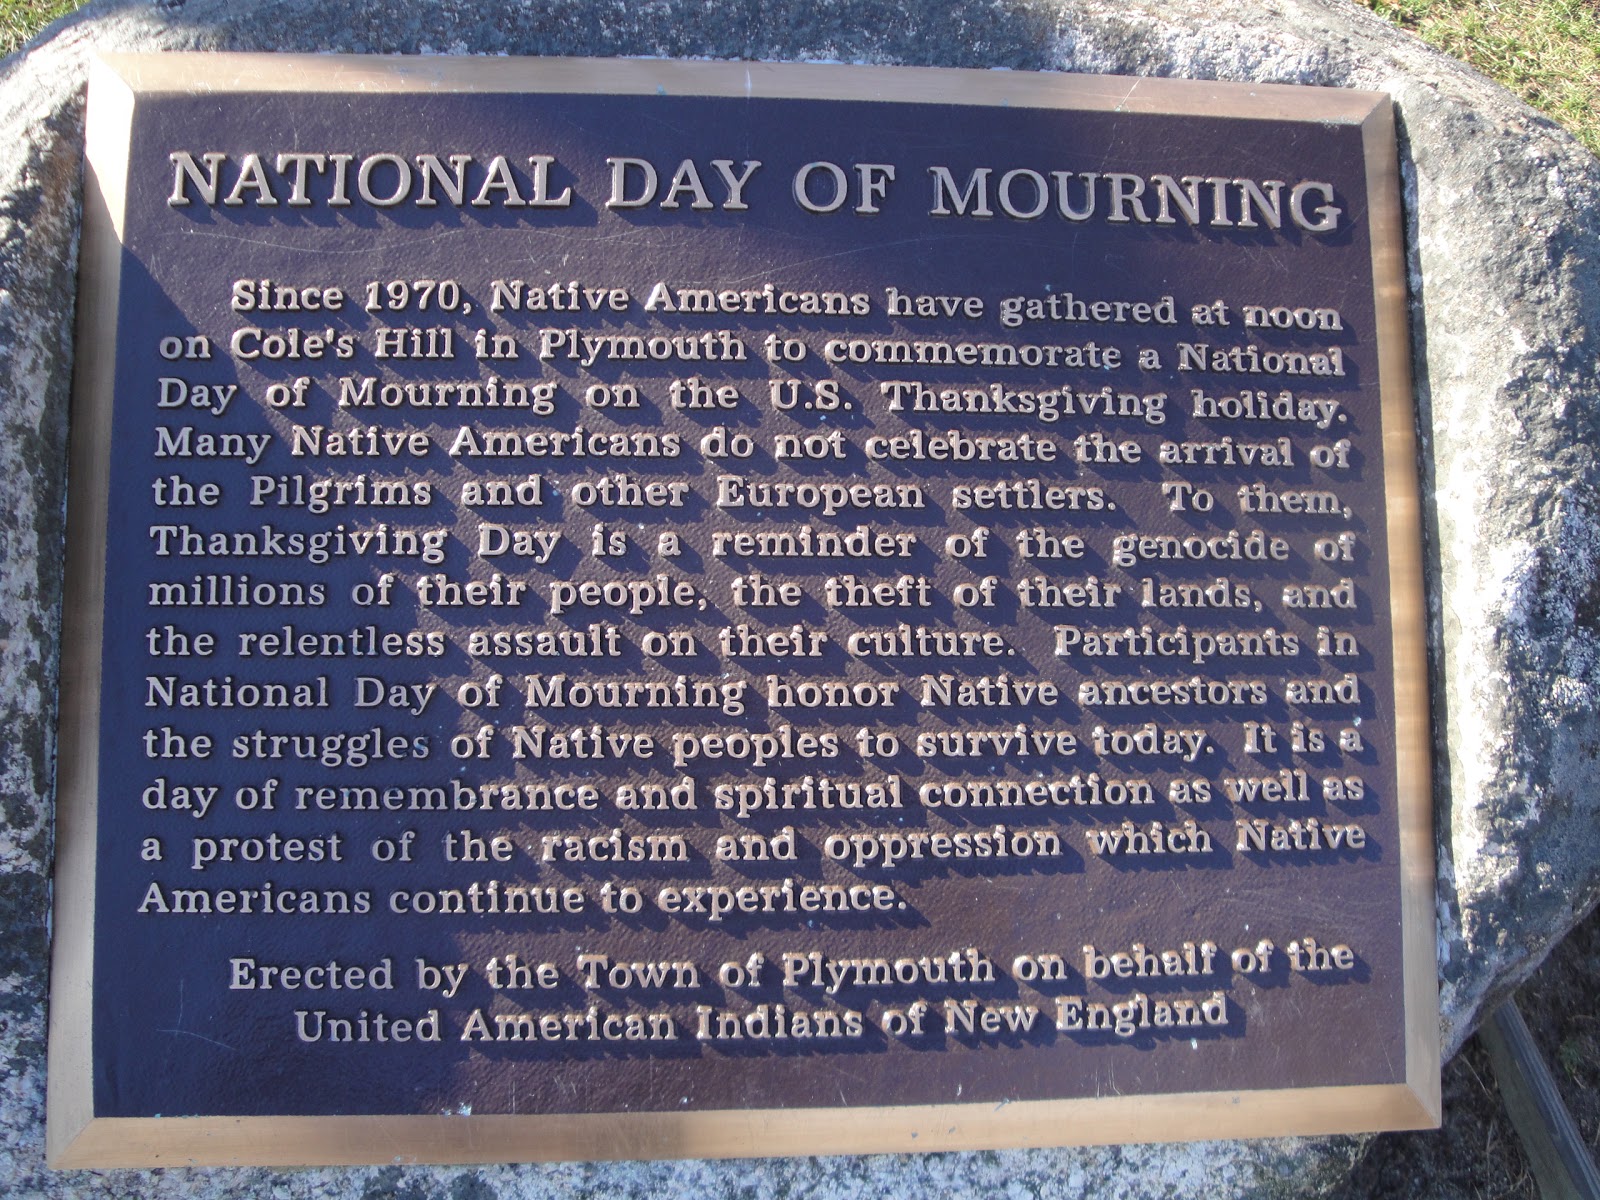 NATIONAL DAY OF MOURNING
Since 1970, Native Americans have gathered at noon
on Cole's Hill in Plymouth to commemorate a National
Day of Mourning on the U.S. Thanksgiving holiday.
Many Native Americans do not celebrate the arrival of
the Pilgrims and other European settlers. To them,
Thanksgiving Day is a reminder of the genocide of
millions of their people, the theft of their lands, and
the relentless assault on their culture. Participants in
National Day of Mourning honor Native ancestors and
the struggles of Native peoples to survive today. It is a
day of remembrance and spiritual connection as well as
a protest of the racism and oppression which Native
Americans continue to experience.
Erected by the Town of Plymouth on behalf of the
United American Indians of New England